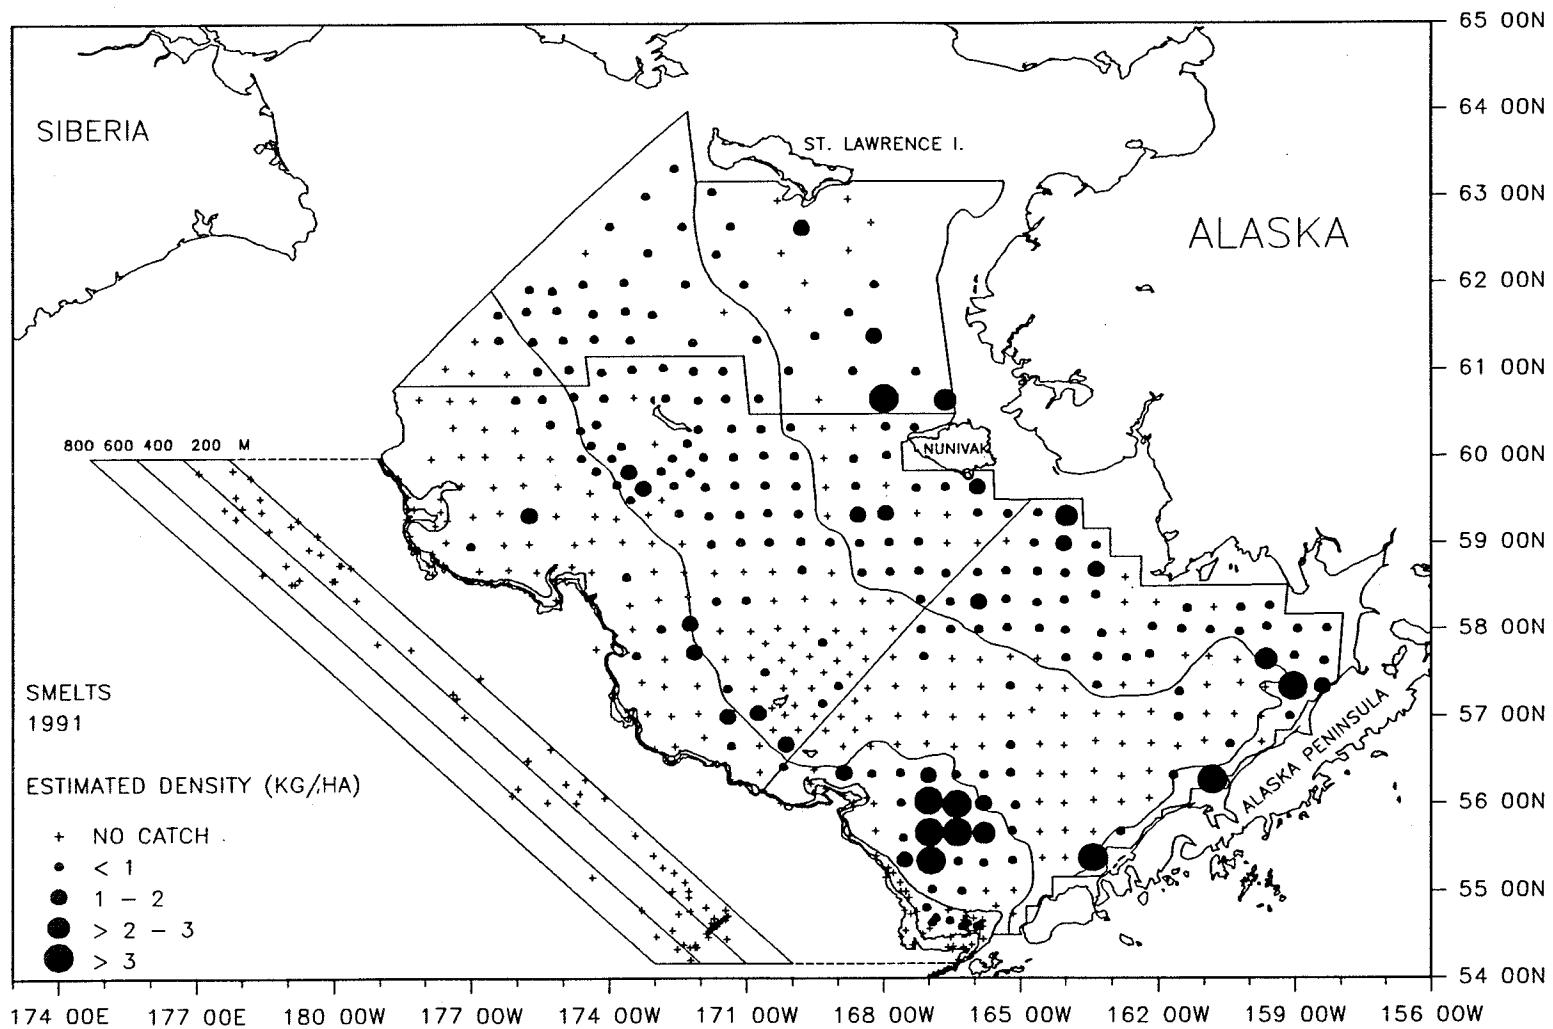 65 00N
64 00N
SIBERIA
ST. LAWRENCE I.
63 00N
ALASKA
62 00N
61 00N
800 600 400 200 M
NUNIVAK
60 00N
59 00N
58 00N
SMELTS
1991
57 00N
ALASKA PENINSULA
ESTIMATED DENSITY (KG/HA)
56 00N
+ NO CATCH
< 1
1 – 2
> 2 – 3
> 3
55 00N
54 00N
174 00E 177 00E 180 00W 177 00W 174 00W 171 00W 168 00W 165 00W 162 00W 159 00W 156 00W